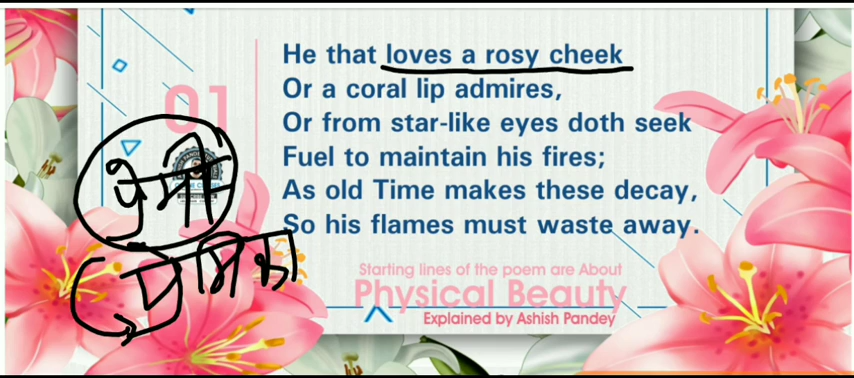 01
He that loves a rosy cheek
Or a coral lip admires,
Or from star-like eyes doth seek
Fuel to maintain his fires;
As old Time makes these decay,
So his flames must waste away.
प्रेमी
प्रेमिका
Starting lines of the poem are About
Physical Beauty
Explained by Ashish Pandey